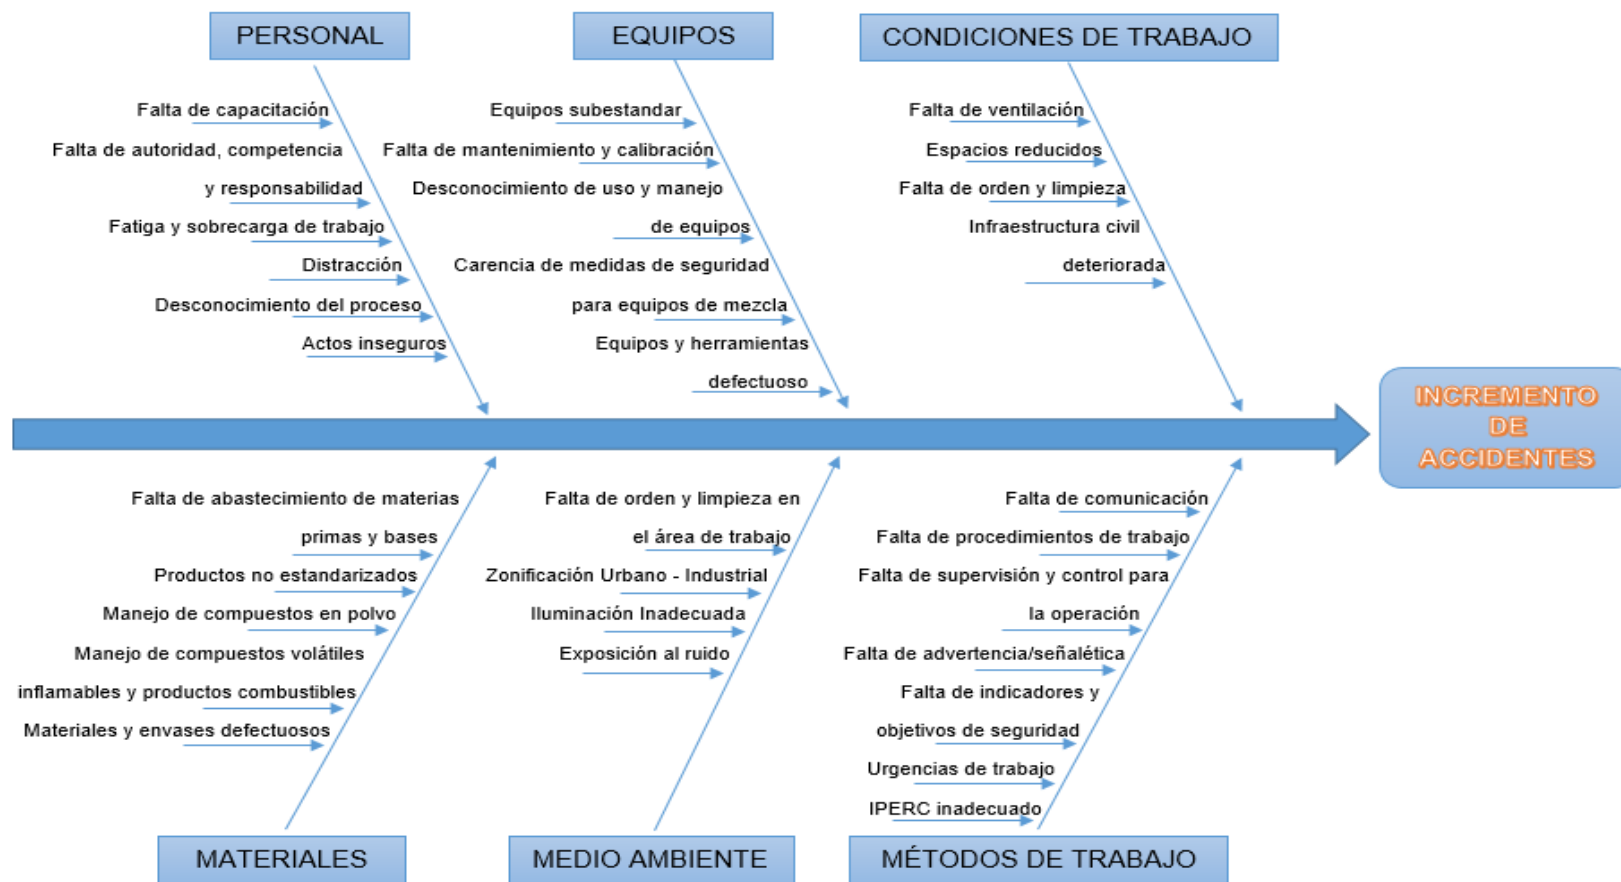 PERSONAL
Falta de capacitación
Falta de autoridad, competencia
y responsabilidad
Fatiga y sobrecarga de trabajo
Distracción
Desconocimiento del proceso
Actos inseguros
EQUIPOS
Equipos subestandar
Falta de mantenimiento y calibración
Desconocimiento de uso y manejo
de equipos
Carencia de medidas de seguridad
para equipos de mezcla
Equipos y herramientas
defectuoso
CONDICIONES DE TRABAJO
Falta de ventilación
Espacios reducidos
Falta de orden y limpieza
Infraestructura civil
deteriorada
INCREMENTO
DE
ACCIDENTES
Falta de abastecimiento de materias
primas y bases
Productos no estandarizados
Manejo de compuestos en polvo
Manejo de compuestos volátiles
inflamables y productos combustibles
Materiales y envases defectuosos
MATERIALES
Falta de orden y limpieza en
el área de trabajo
Zonificación Urbano - Industrial
Iluminación Inadecuada
Exposición al ruido
MEDIO AMBIENTE
Falta de comunicación
Falta de procedimientos de trabajo
Falta de supervisión y control para
la operación
Falta de advertencia/señalética
Falta de indicadores y
objetivos de seguridad
Urgencias de trabajo
IPERC inadecuado
MÉTODOS DE TRABAJO